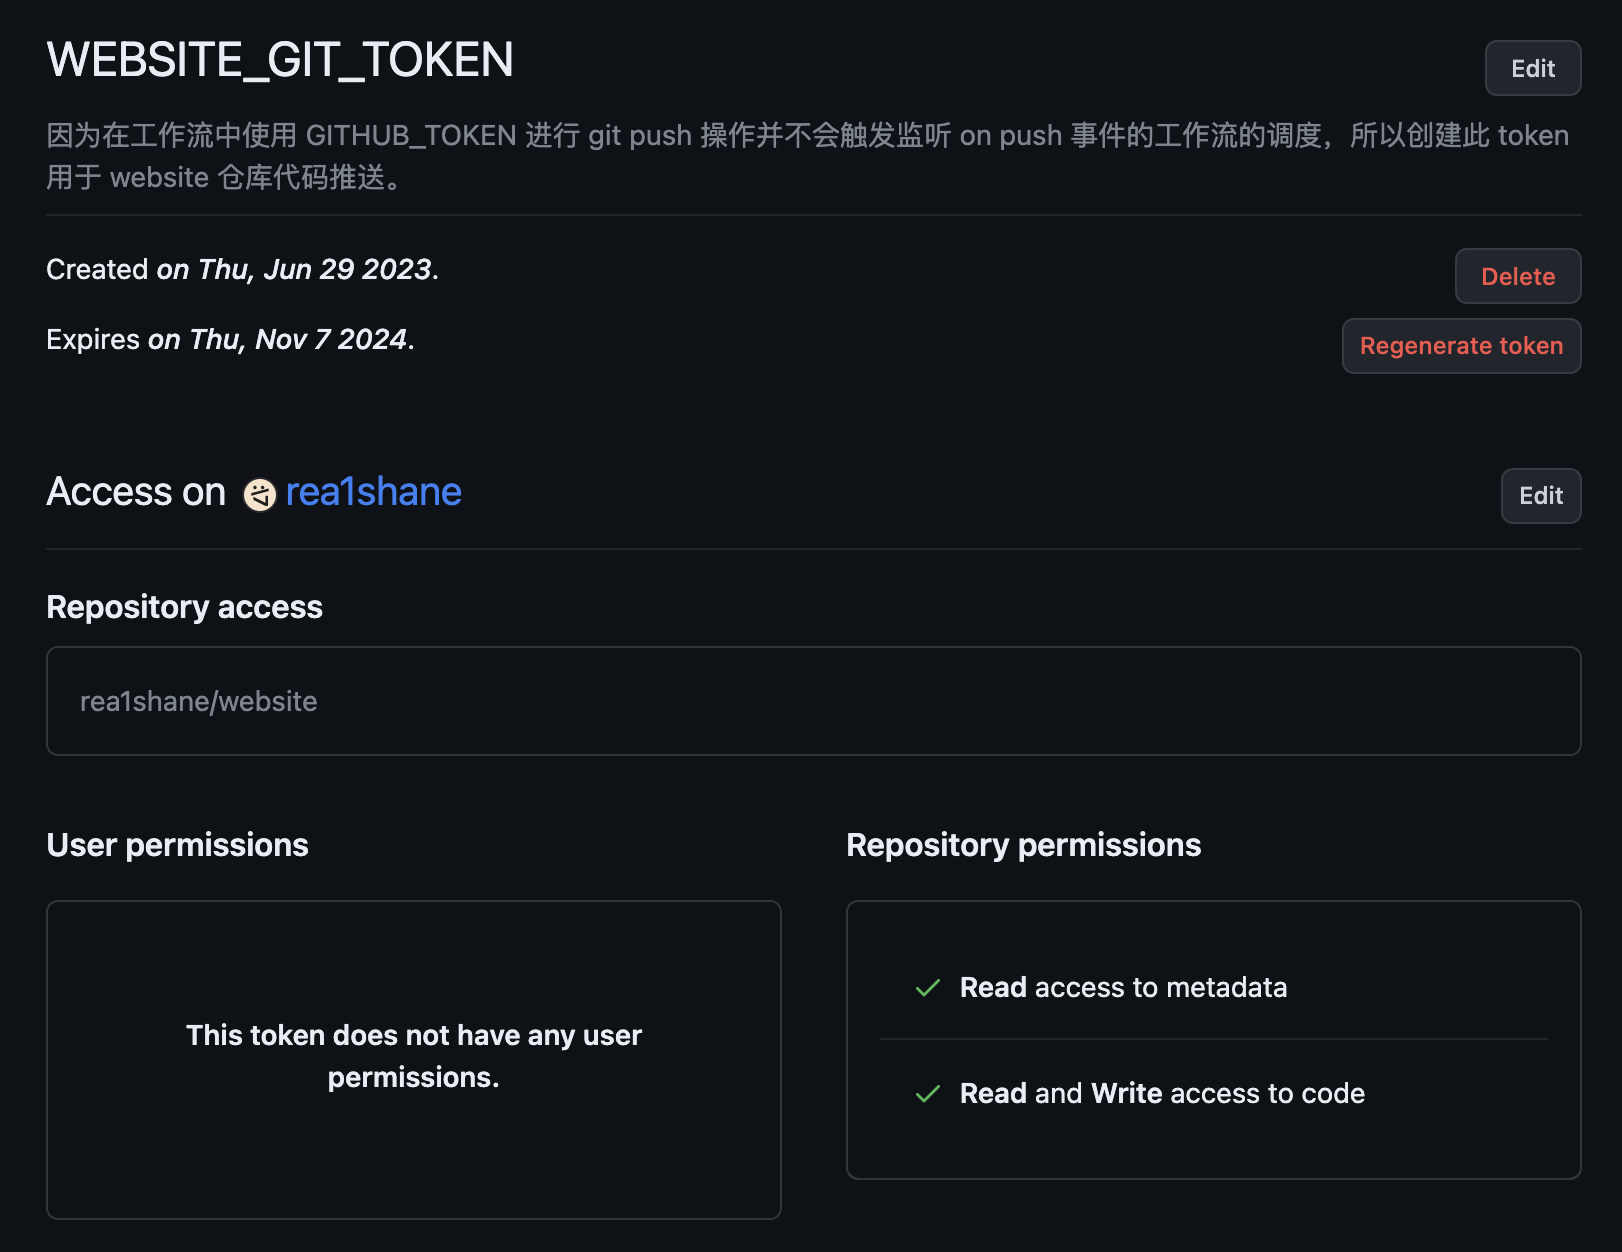 WEBSITE_GIT_TOKEN
Edit
因为在工作流中使用 GITHUB_TOKEN 进行 git push 操作并不会触发监听 on push 事件的工作流的调度，所以创建此 token
用于 website 仓库代码推送。
Created on Thu, Jun 29 2023.
Delete
Expires on Thu, Nov 7 2024.
Regenerate token
Access on rea1shane
Edit
Repository access
rea1shane/website
User permissions
This token does not have any user
permissions.
Repository permissions
Read access to metadata
Read and Write access to code